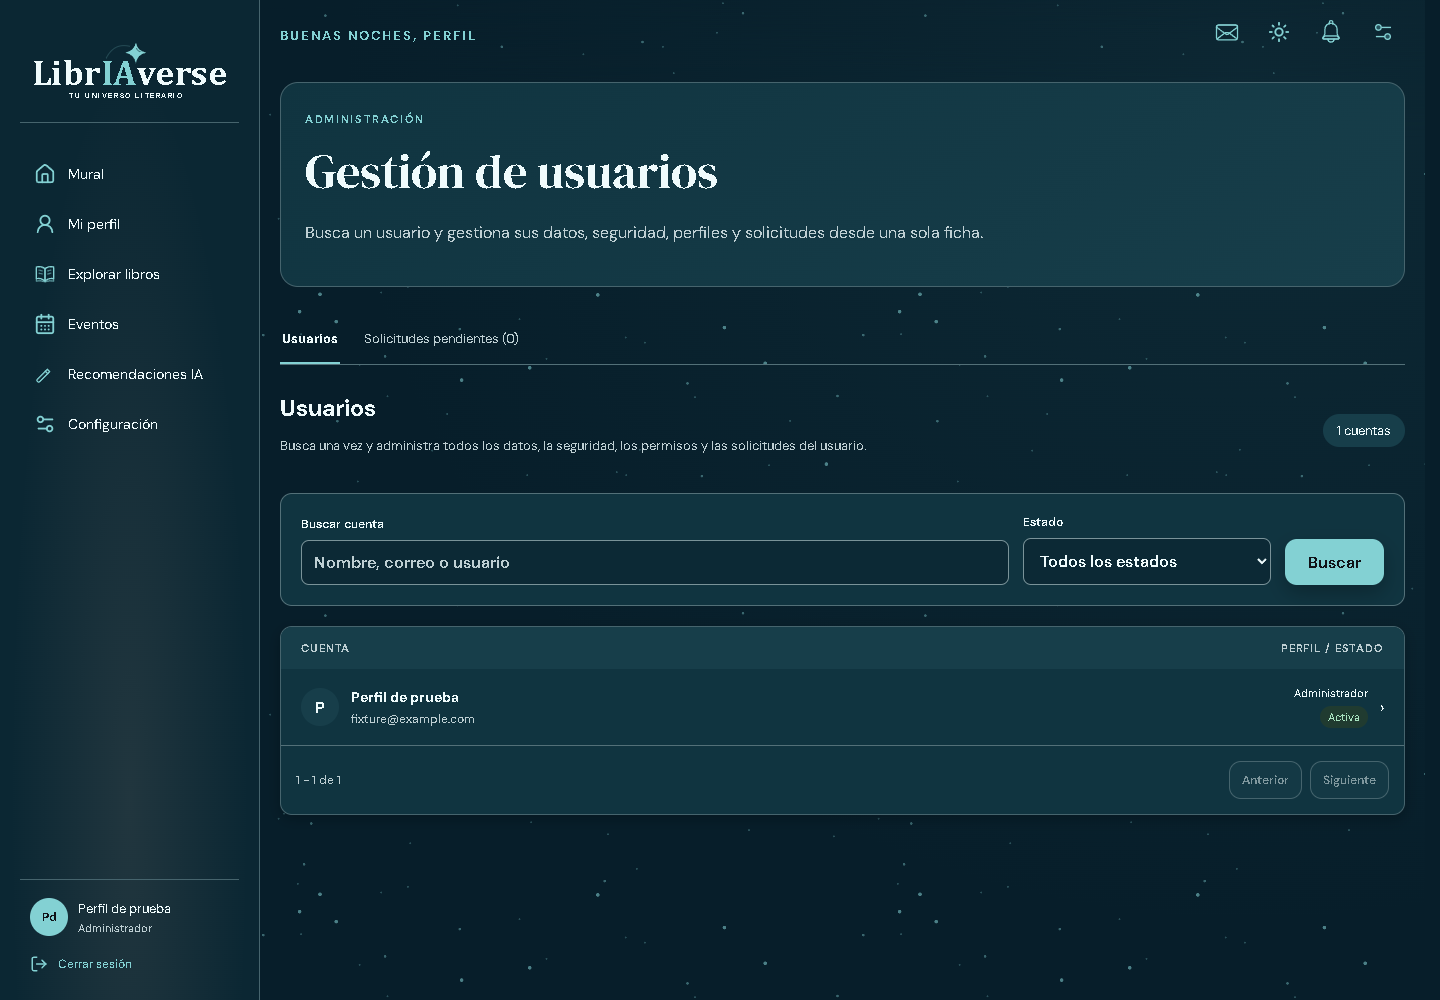 LibrIAverse
TU UNIVERSO LITERARIO
Mural
Mi perfil
Explorar libros
Eventos
Recomendaciones IA
Configuración
Perfil de prueba
Pd
Administrador
Cerrar sesión
BUENAS NOCHES, PERFIL
ADMINISTRACIÓN
Gestión de usuarios
Busca un usuario y gestiona sus datos, seguridad, perfiles y solicitudes desde una sola ficha.
Usuarios
Solicitudes pendientes (0)
Usuarios
Busca una vez y administra todos los datos, la seguridad, los permisos y las solicitudes del usuario.
1 cuentas
Buscar cuenta
Nombre, correo o usuario
Estado
Todos los estados
Buscar
CUENTA
PERFIL / ESTADO
P
Perfil de prueba
fixture@example.com
Administrador
Activa
›
1–1 de 1
Anterior
Siguiente